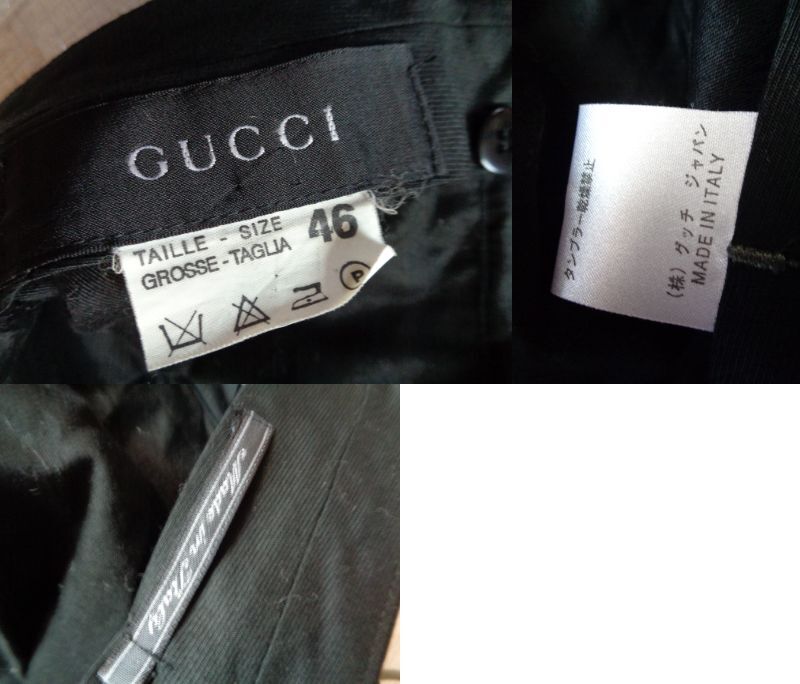 GUCCI
TAILLE - SIZE 46
GROSSE - TAGLIA
P
タンブラー乾燥禁止
(株) グッチ ジャパン
MADE IN ITALY
Made in Italy